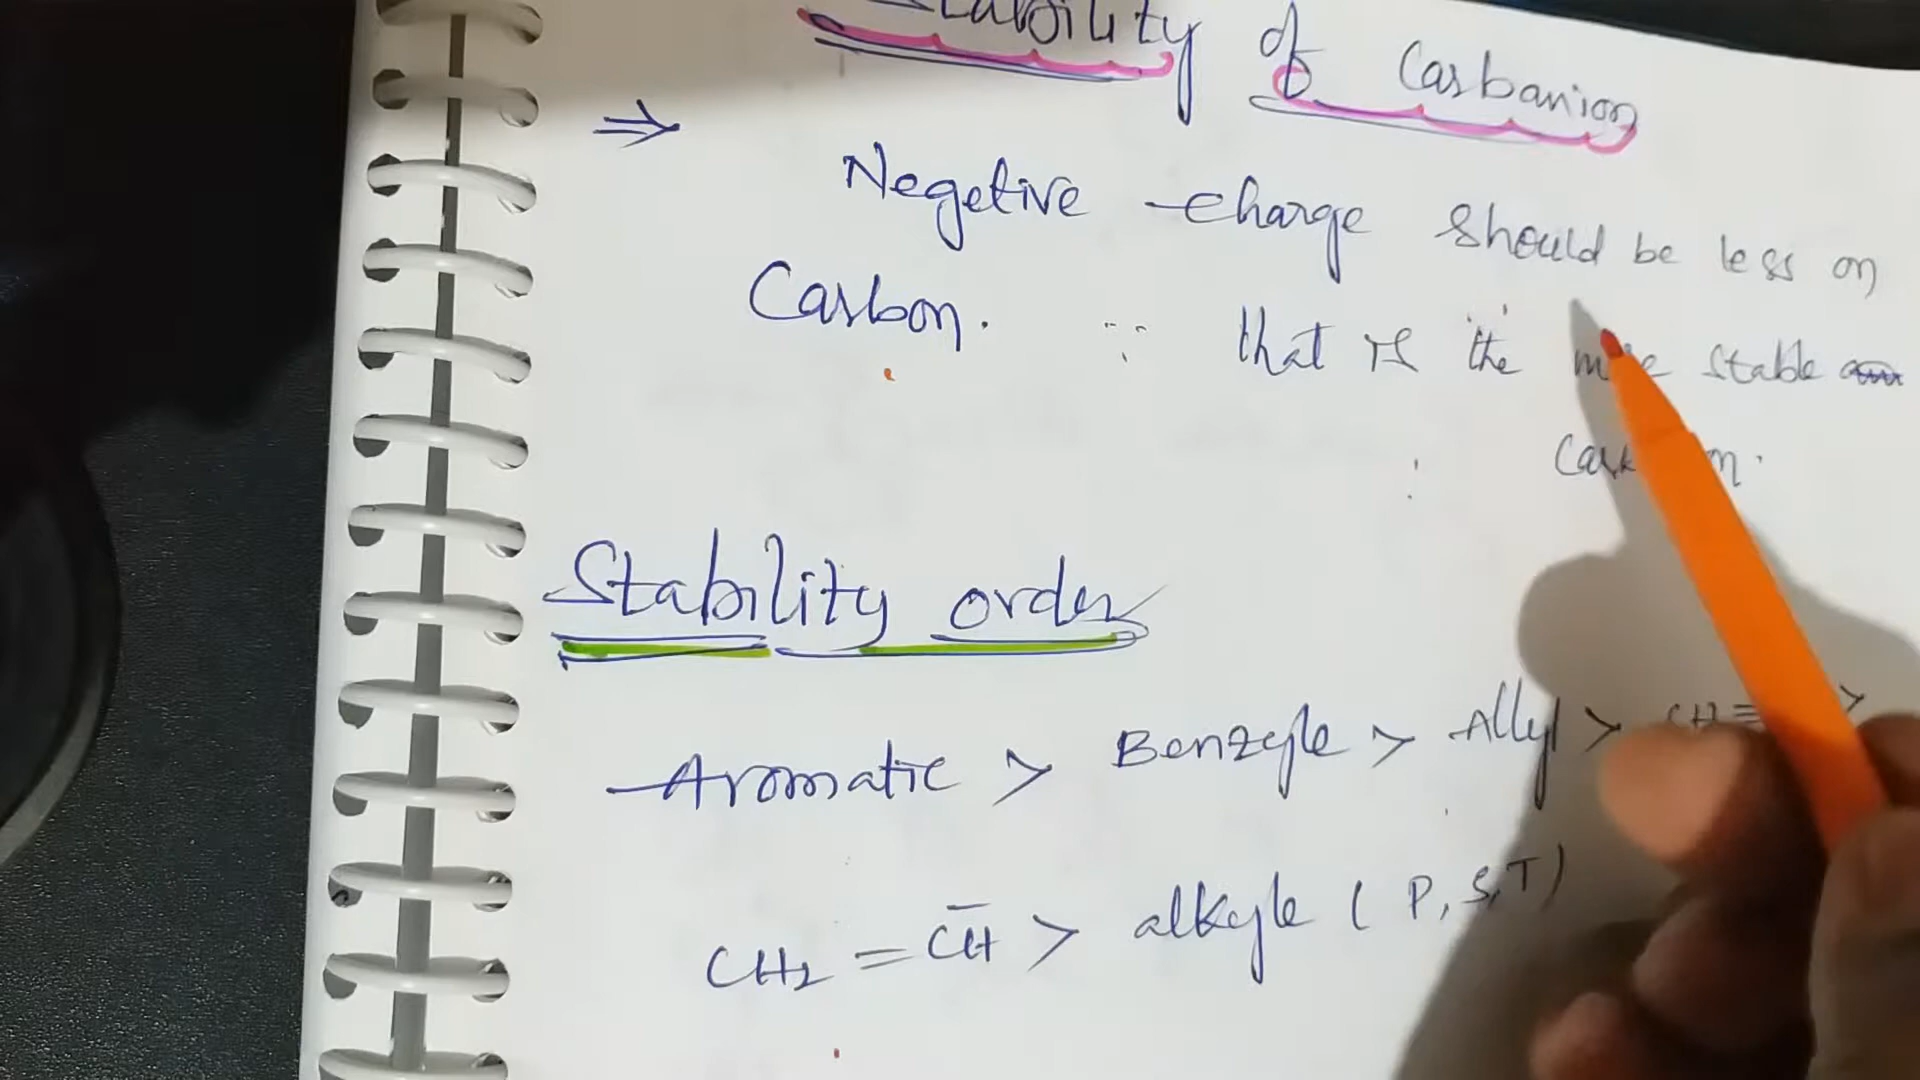 Stability of Carbanion
⇒ Negetive charge should be less on
Carbon. ∵ that is the more stable
Stability order
Aromatic > Benzyle > Allyl >
CH₂ = C̄H > alkyle ( P, S, T )